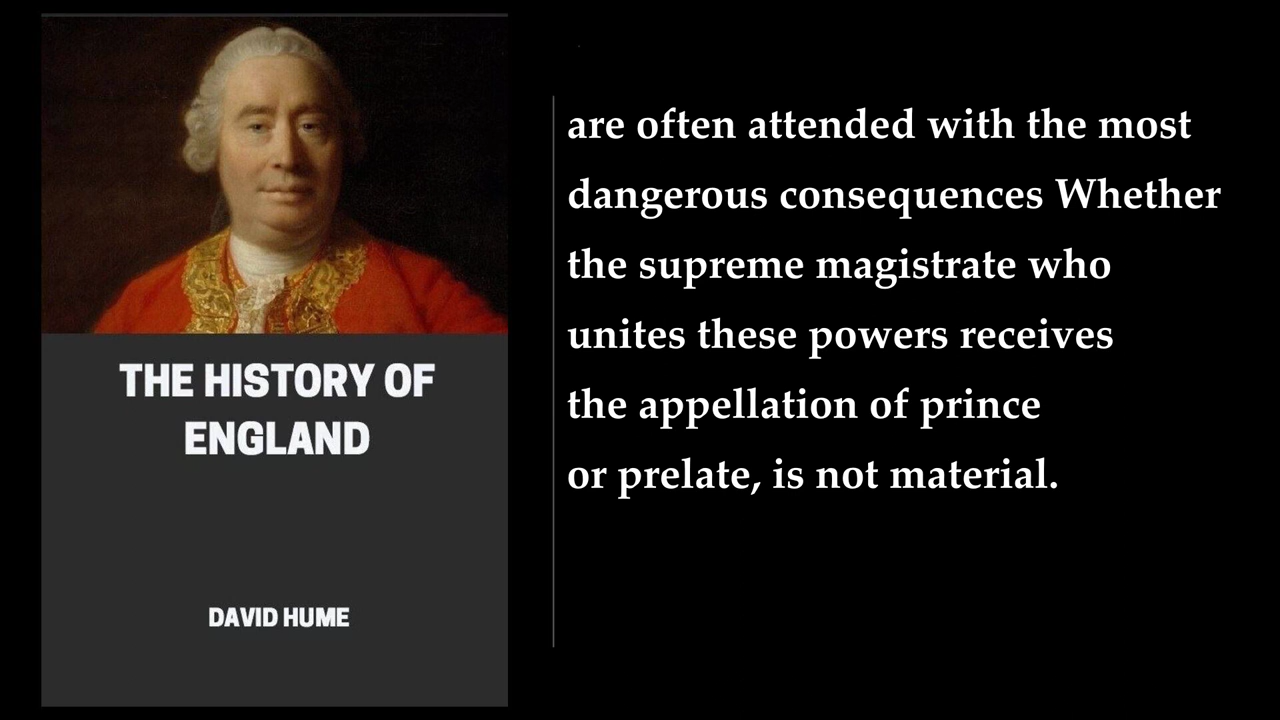 THE HISTORY OF
ENGLAND
DAVID HUME
are often attended with the most
dangerous consequences Whether
the supreme magistrate who
unites these powers receives
the appellation of prince
or prelate, is not material.